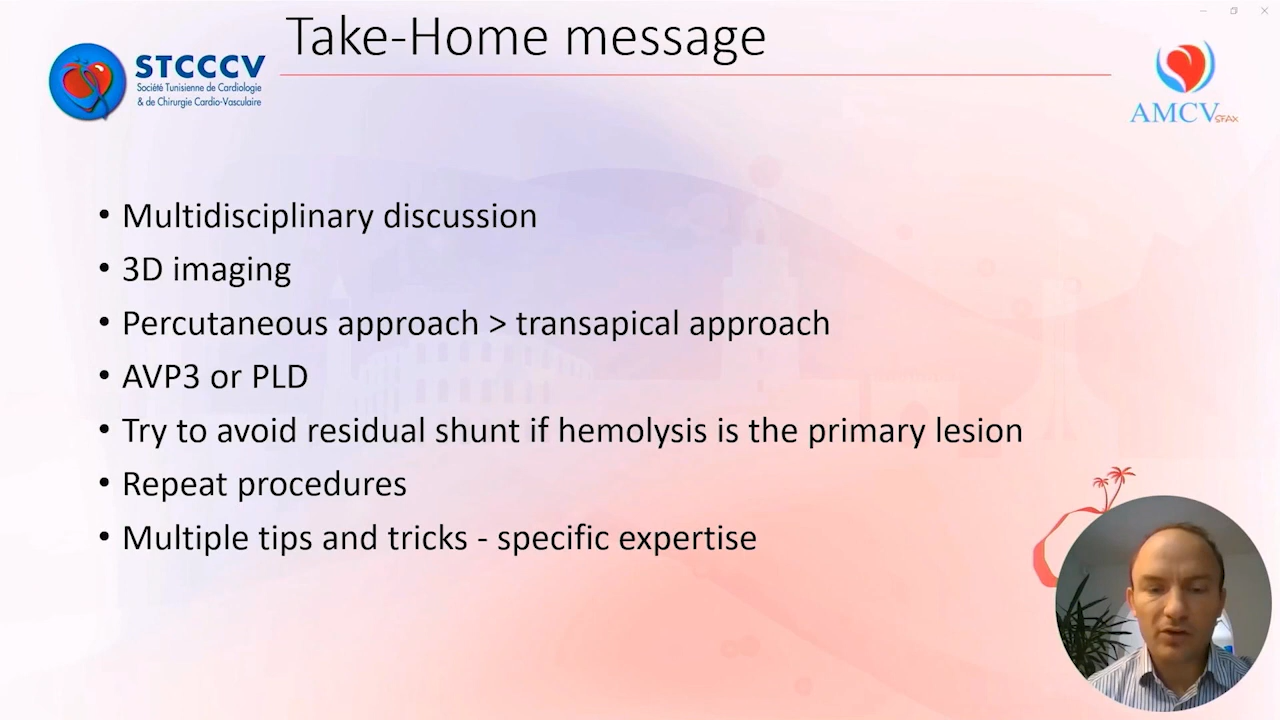 Take-Home message
STCCCV
Société Tunisienne de Cardiologie
& de Chirurgie Cardio-Vasculaire
AMCV SFAX
• Multidisciplinary discussion
• 3D imaging
• Percutaneous approach > transapical approach
• AVP3 or PLD
• Try to avoid residual shunt if hemolysis is the primary lesion
• Repeat procedures
• Multiple tips and tricks - specific expertise